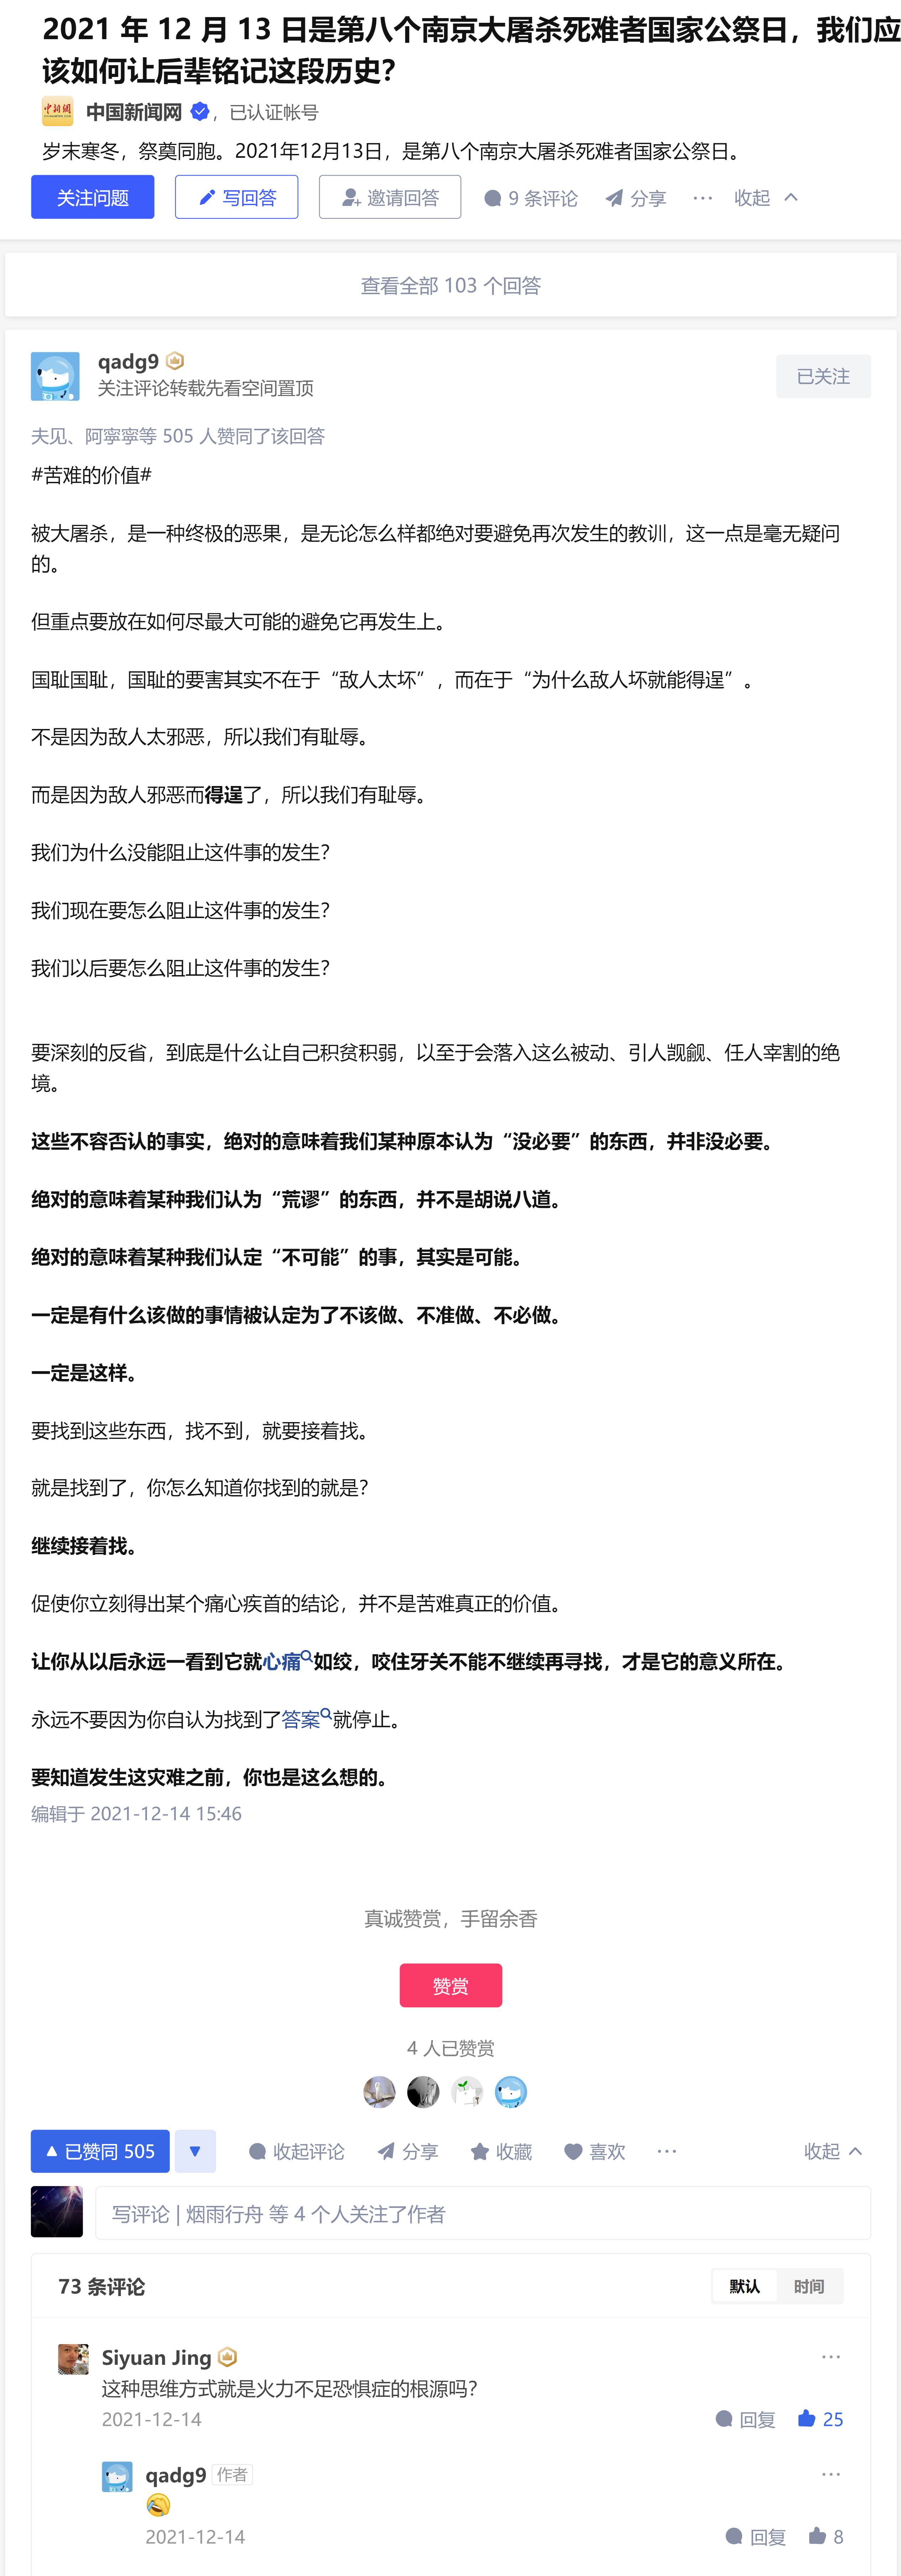 2021 年 12 月 13 日是第八个南京大屠杀死难者国家公祭日，我们应
该如何让后辈铭记这段历史？
中国新闻网 ，已认证帐号
岁末寒冬，祭奠同胞。2021年12月13日，是第八个南京大屠杀死难者国家公祭日。
关注问题 写回答 邀请回答 9 条评论 分享 ··· 收起
查看全部 103 个回答
qadg9
关注评论转载先看空间置顶
已关注
夫见、阿寧寧等 505 人赞同了该回答
#苦难的价值#
被大屠杀，是一种终极的恶果，是无论怎么样都绝对要避免再次发生的教训，这一点是毫无疑问
的。
但重点要放在如何尽最大可能的避免它再发生上。
国耻国耻，国耻的要害其实不在于“敌人太坏”，而在于“为什么敌人坏就能得逞”。
不是因为敌人太邪恶，所以我们有耻辱。
而是因为敌人邪恶而得逞了，所以我们有耻辱。
我们为什么没能阻止这件事的发生？
我们现在要怎么阻止这件事的发生？
我们以后要怎么阻止这件事的发生？
要深刻的反省，到底是什么让自己积贫积弱，以至于会落入这么被动、引人觊觎、任人宰割的绝
境。
这些不容否认的事实，绝对的意味着我们某种原本认为“没必要”的东西，并非没必要。
绝对的意味着某种我们认为“荒谬”的东西，并不是胡说八道。
绝对的意味着某种我们认定“不可能”的事，其实是可能。
一定是有什么该做的事情被认定为了不该做、不准做、不必做。
一定是这样。
要找到这些东西，找不到，就要接着找。
就是找到了，你怎么知道你找到的就是？
继续接着找。
促使你立刻得出某个痛心疾首的结论，并不是苦难真正的价值。
让你从以后永远一看到它就心痛如绞，咬住牙关不能不继续再寻找，才是它的意义所在。
永远不要因为你自认为找到了答案就停止。
要知道发生这灾难之前，你也是这么想的。
编辑于 2021-12-14 15:46
真诚赞赏，手留余香
赞赏
4 人已赞赏
已赞同 505 收起评论 分享 收藏 喜欢 ··· 收起
写评论 | 烟雨行舟 等 4 个人关注了作者
73 条评论 默认 时间
Siyuan Jing ···
这种思维方式就是火力不足恐惧症的根源吗？
2021-12-14 回复 25
qadg9 作者 ···
🤣
2021-12-14 回复 8